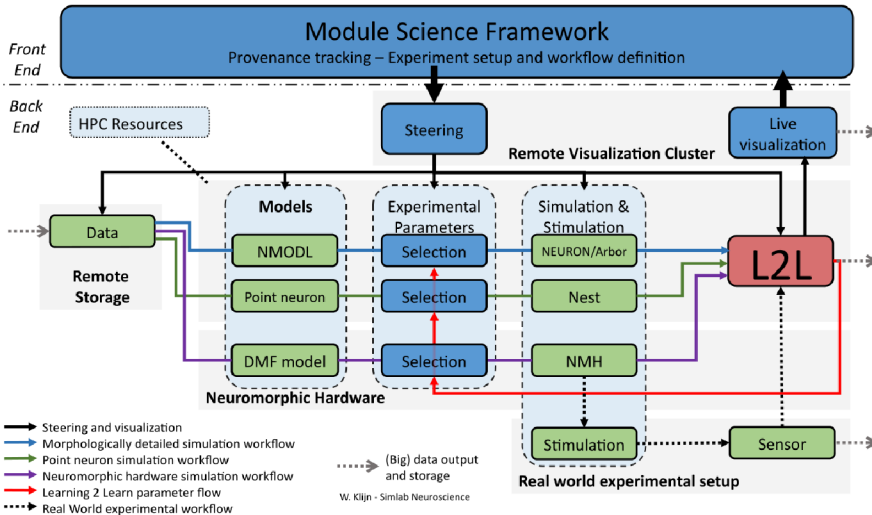 Module Science Framework
Provenance tracking – Experiment setup and workflow definition
Front
End
Back
End
HPC Resources
Steering
Live
visualization
Remote Visualization Cluster
Models
Experimental
Parameters
Simulation &
Stimulation
Data
NMODL
Selection
NEURON/Arbor
L2L
Remote
Storage
Point neuron
Selection
Nest
DMF model
Selection
NMH
Neuromorphic Hardware
Stimulation
Sensor
Real world experimental setup
Steering and visualization
Morphologically detailed simulation workflow
Point neuron simulation workflow
Neuromorphic hardware simulation workflow
Learning 2 Learn parameter flow
Real World experimental workflow
(Big) data output
and storage
W. Klijn - Simlab Neuroscience